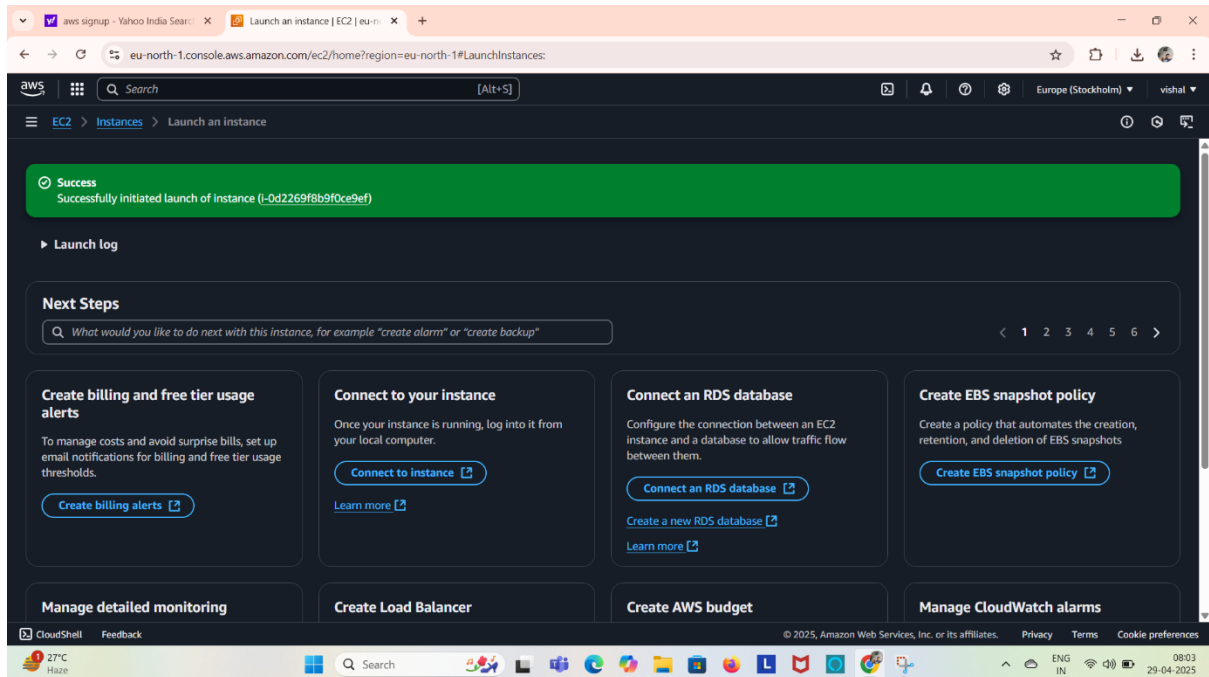 aws signup - Yahoo India Searc
Launch an instance | EC2 | eu-n
eu-north-1.console.aws.amazon.com/ec2/home?region=eu-north-1#LaunchInstances:
aws
Search
[Alt+S]
Europe (Stockholm)
vishal
EC2 > Instances > Launch an instance
Success
Successfully initiated launch of instance (i-0d2269f8b9f0ce9ef)
Launch log
Next Steps
What would you like to do next with this instance, for example "create alarm" or "create backup"
1 2 3 4 5 6
Create billing and free tier usage
alerts
To manage costs and avoid surprise bills, set up
email notifications for billing and free tier usage
thresholds.
Create billing alerts
Connect to your instance
Once your instance is running, log into it from
your local computer.
Connect to instance
Learn more
Connect an RDS database
Configure the connection between an EC2
instance and a database to allow traffic flow
between them.
Connect an RDS database
Create a new RDS database
Learn more
Create EBS snapshot policy
Create a policy that automates the creation,
retention, and deletion of EBS snapshots
Create EBS snapshot policy
Manage detailed monitoring
Create Load Balancer
Create AWS budget
Manage CloudWatch alarms
CloudShell
Feedback
© 2025, Amazon Web Services, Inc. or its affiliates.
Privacy
Terms
Cookie preferences
1
27°C
Haze
Search
L
ENG
IN
08:03
29-04-2025